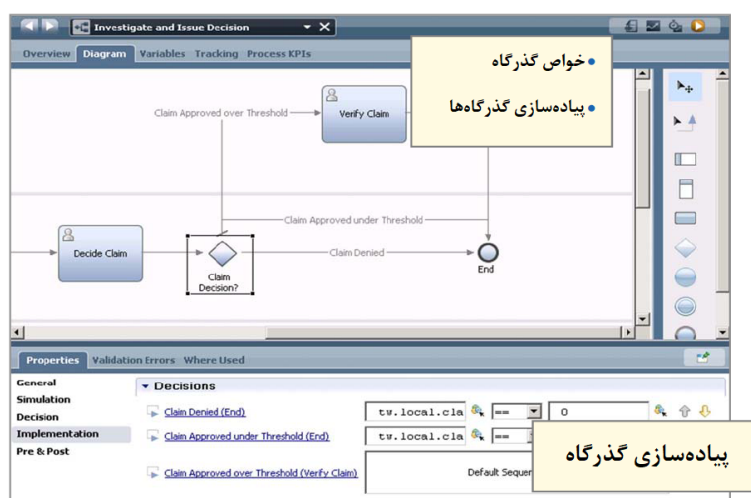 Investigate and Issue Decision
Overview Diagram Variables Tracking Process KPIs
• خواص گذرگاه
• پیاده‌سازی گذرگاه‌ها
Claim Approved over Threshold
Verify Claim
Claim Approved under Threshold
Decide Claim
Claim Denied
Claim
Decision?
End
Properties Validation Errors Where Used
General
Simulation
Decision
Implementation
Pre & Post
Decisions
Claim Denied (End) tw.local.cla == 0
Claim Approved under Threshold (End) tw.local.cla ==
Claim Approved over Threshold (Verify Claim) Default
پیاده‌سازی گذرگاه